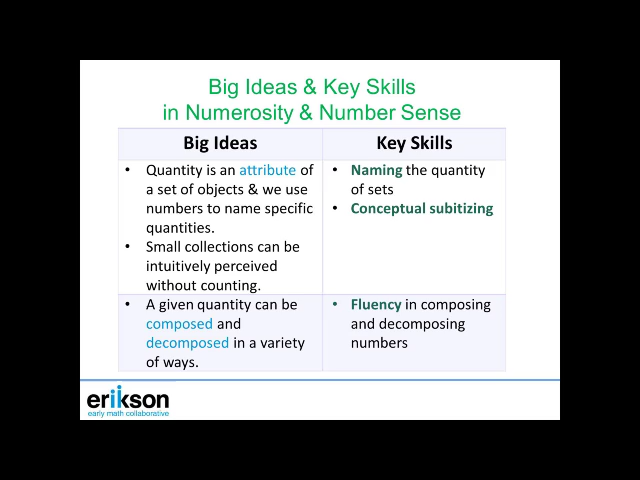 Big Ideas & Key Skills
in Numerosity & Number Sense
Big Ideas
Key Skills
• Quantity is an attribute of
a set of objects & we use
numbers to name specific
quantities.
• Small collections can be
intuitively perceived
without counting.
• Naming the quantity
of sets
• Conceptual subitizing
• A given quantity can be
composed and
decomposed in a variety
of ways.
• Fluency in composing
and decomposing
numbers
erikson
early math collaborative